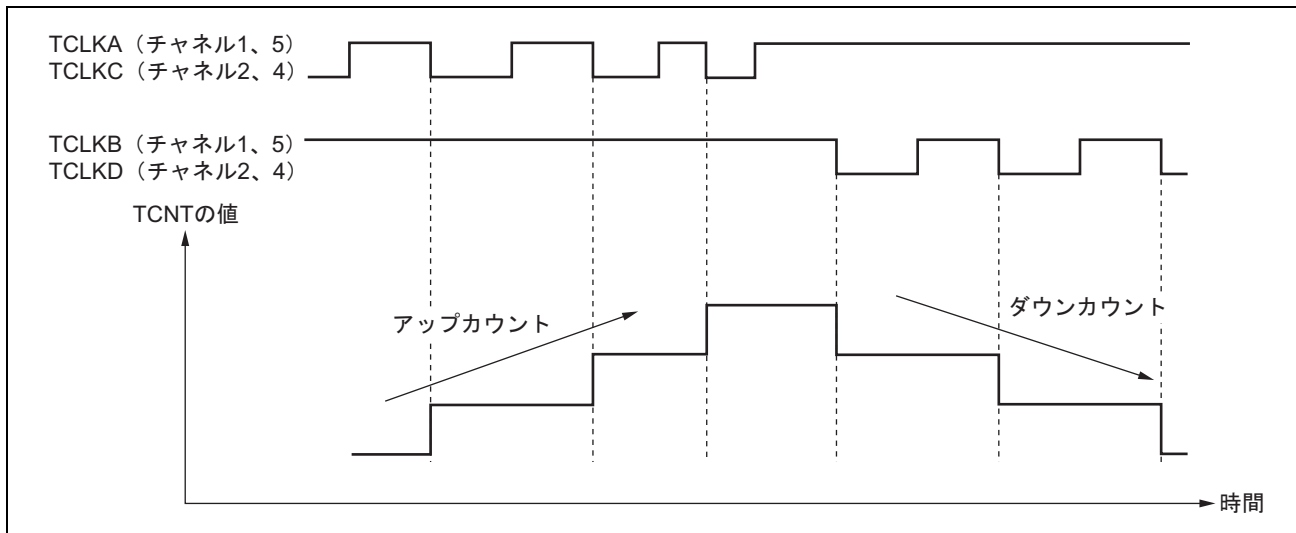 TCLKA（チャネル1、5）
TCLKC（チャネル2、4）
TCLKB（チャネル1、5）
TCLKD（チャネル2、4）
TCNTの値
アップカウント
ダウンカウント
時間